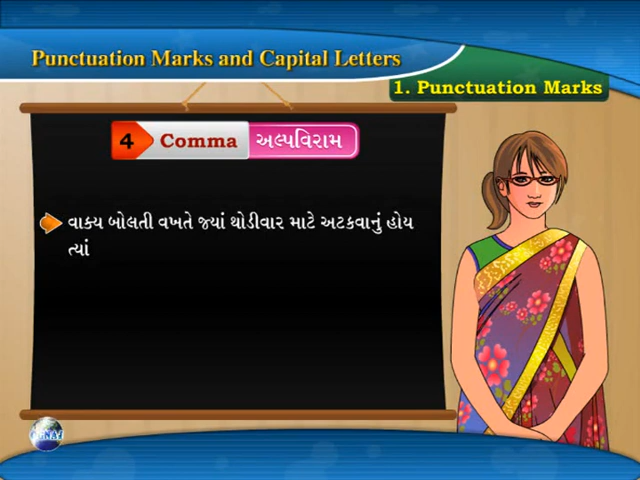 Punctuation Marks and Capital Letters
1. Punctuation Marks
4 Comma અલ્પવિરામ
વાક્ય બોલતી વખતે જ્યાં થોડીવાર માટે અટકવાનું હોય
ત્યાં